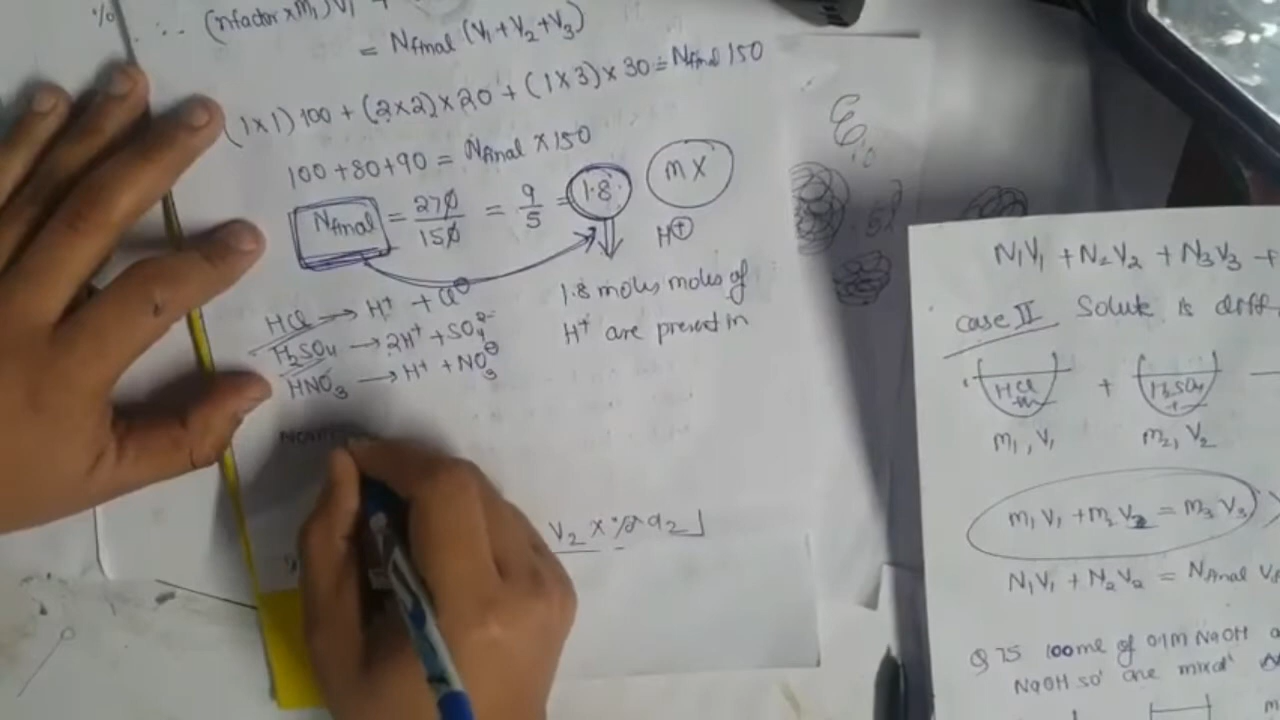 %
∴ (nfactor x M1) V1 +
= Nfinal (V1 + V2 + V3)
(1x1) 100 + (2x2) x 20 + (1x3) x 30 = Nfinal 150
100 + 80 + 90 = Nfinal x 150
Nfinal = 270/150 = 9/5 = 1.8
MX
H⊕
1.8 moles moles of
H+ are present in
HCl → H+ + Cl⊖
H2SO4 → 2H+ + SO4 2-
HNO3 → H+ + NO3⊖
V2 x % d2]
N1V1 + N2V2 + N3V3 +
Case II Solute is diff
HCl + H2SO4
M1, V1 M2, V2
M1V1 + M2V2 = M3V3
N1V1 + N2V2 = Nfinal
Q 75 100ml of 0.1M NaOH
NaOH sol are mixed